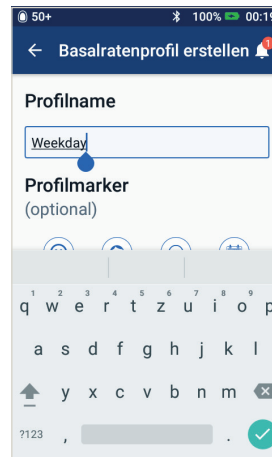 50+ 100% 00:19
Basalratenprofil erstellen 1
Profilname
Weekday
Profilmarker
(optional)
1 2 3 4 5 6 7 8 9
q w e r t z u i o p
a s d f g h j k l
y x c v b n m
?123 , .